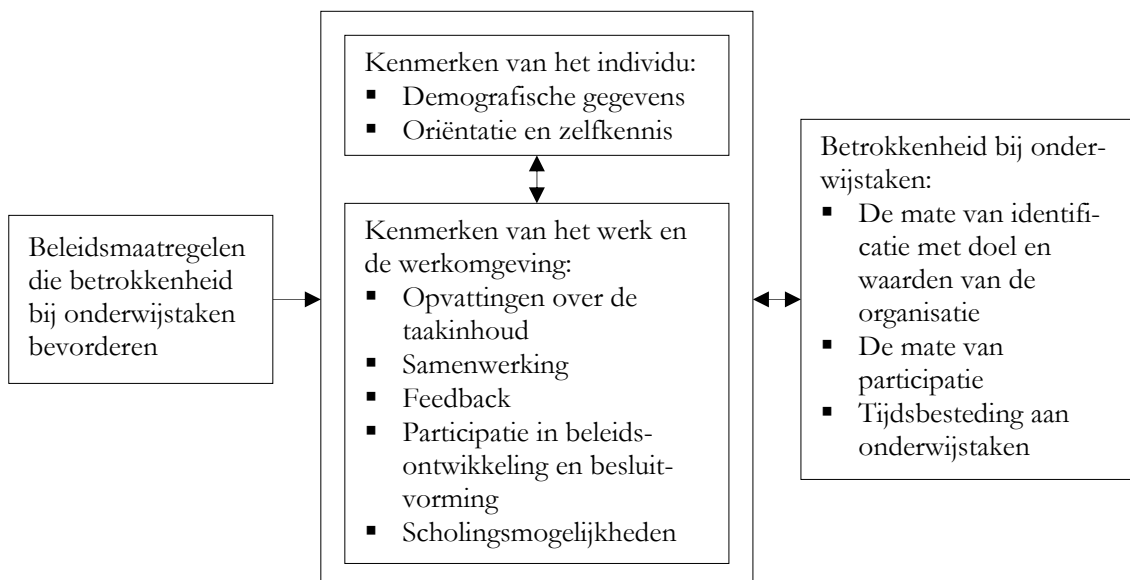 Beleidsmaatregelen
die betrokkenheid
bij onderwijstaken
bevorderen
Kenmerken van het individu:
▪ Demografische gegevens
▪ Oriëntatie en zelfkennis
Kenmerken van het werk en
de werkomgeving:
▪ Opvattingen over de
taakinhoud
▪ Samenwerking
▪ Feedback
▪ Participatie in beleids-
ontwikkeling en besluit-
vorming
▪ Scholingsmogelijkheden
Betrokkenheid bij onder-
wijstaken:
▪ De mate van identifi-
catie met doel en
waarden van de
organisatie
▪ De mate van
participatie
▪ Tijdsbesteding aan
onderwijstaken